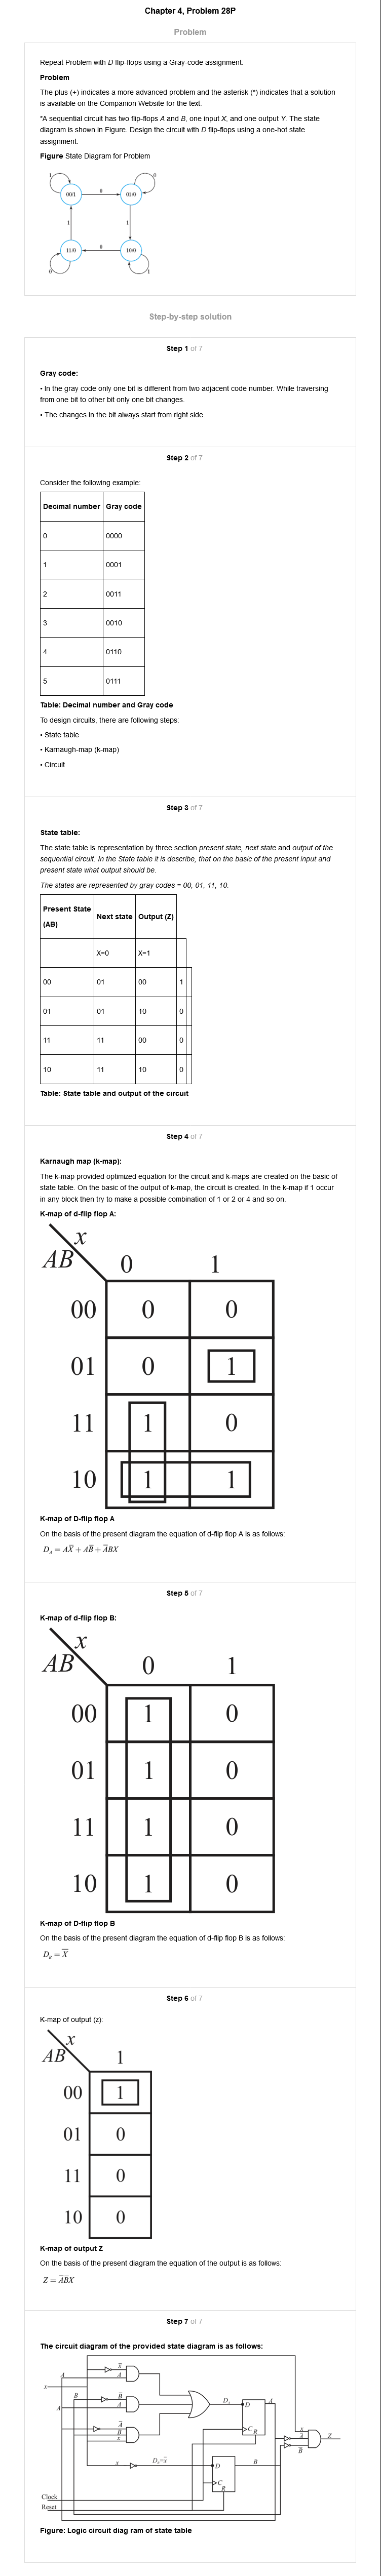 Chapter 4, Problem 28P
Problem
Repeat Problem with D flip-flops using a Gray-code assignment.
Problem
The plus (+) indicates a more advanced problem and the asterisk (*) indicates that a solution
is available on the Companion Website for the text.
*A sequential circuit has two flip-flops A and B, one input X, and one output Y. The state
diagram is shown in Figure. Design the circuit with D flip-flops using a one-hot state
assignment.
Figure State Diagram for Problem
1 0
00/1 0 01/0
1 1
11/0 0 10/0
0 1
Step-by-step solution
Step 1 of 7
Gray code:
• In the gray code only one bit is different from two adjacent code number. While traversing
from one bit to other bit only one bit changes.
• The changes in the bit always start from right side.
Step 2 of 7
Consider the following example:
Decimal number Gray code
0 0000
1 0001
2 0011
3 0010
4 0110
5 0111
Table: Decimal number and Gray code
To design circuits, there are following steps:
• State table
• Karnaugh-map (k-map)
• Circuit
Step 3 of 7
State table:
The state table is representation by three section present state, next state and output of the
sequential circuit. In the State table it is describe, that on the basic of the present input and
present state what output should be.
The states are represented by gray codes = 00, 01, 11, 10.
Present State
(AB) Next state Output (Z)
X=0 X=1
00 01 00 1
01 01 10 0
11 11 00 0
10 11 10 0
Table: State table and output of the circuit
Step 4 of 7
Karnaugh map (k-map):
The k-map provided optimized equation for the circuit and k-maps are created on the basic of
state table. On the basic of the output of k-map, the circuit is created. In the k-map if 1 occur
in any block then try to make a possible combination of 1 or 2 or 4 and so on.
K-map of d-flip flop A:
x
AB 0 1
00 0 0
01 0 1
11 1 0
10 1 1
K-map of D-flip flop A
On the basis of the present diagram the equation of d-flip flop A is as follows:
D_A = AX̅ + AB̅ + A̅BX
Step 5 of 7
K-map of d-flip flop B:
x
AB 0 1
00 1 0
01 1 0
11 1 0
10 1 0
K-map of D-flip flop B
On the basis of the present diagram the equation of d-flip flop B is as follows:
D_B = X̅
Step 6 of 7
K-map of output (z):
x
AB 1
00 1
01 0
11 0
10 0
K-map of output Z
On the basis of the present diagram the equation of the output is as follows:
Z = A̅B̅X
Step 7 of 7
The circuit diagram of the provided state diagram is as follows:
x̅
A A
x
B B̅ D_A D A
A A
A̅ C R x
B A̅ Z
x B̅
x D_b=x̅ D B
C
Clock R
Reset
Figure: Logic circuit diag ram of state table